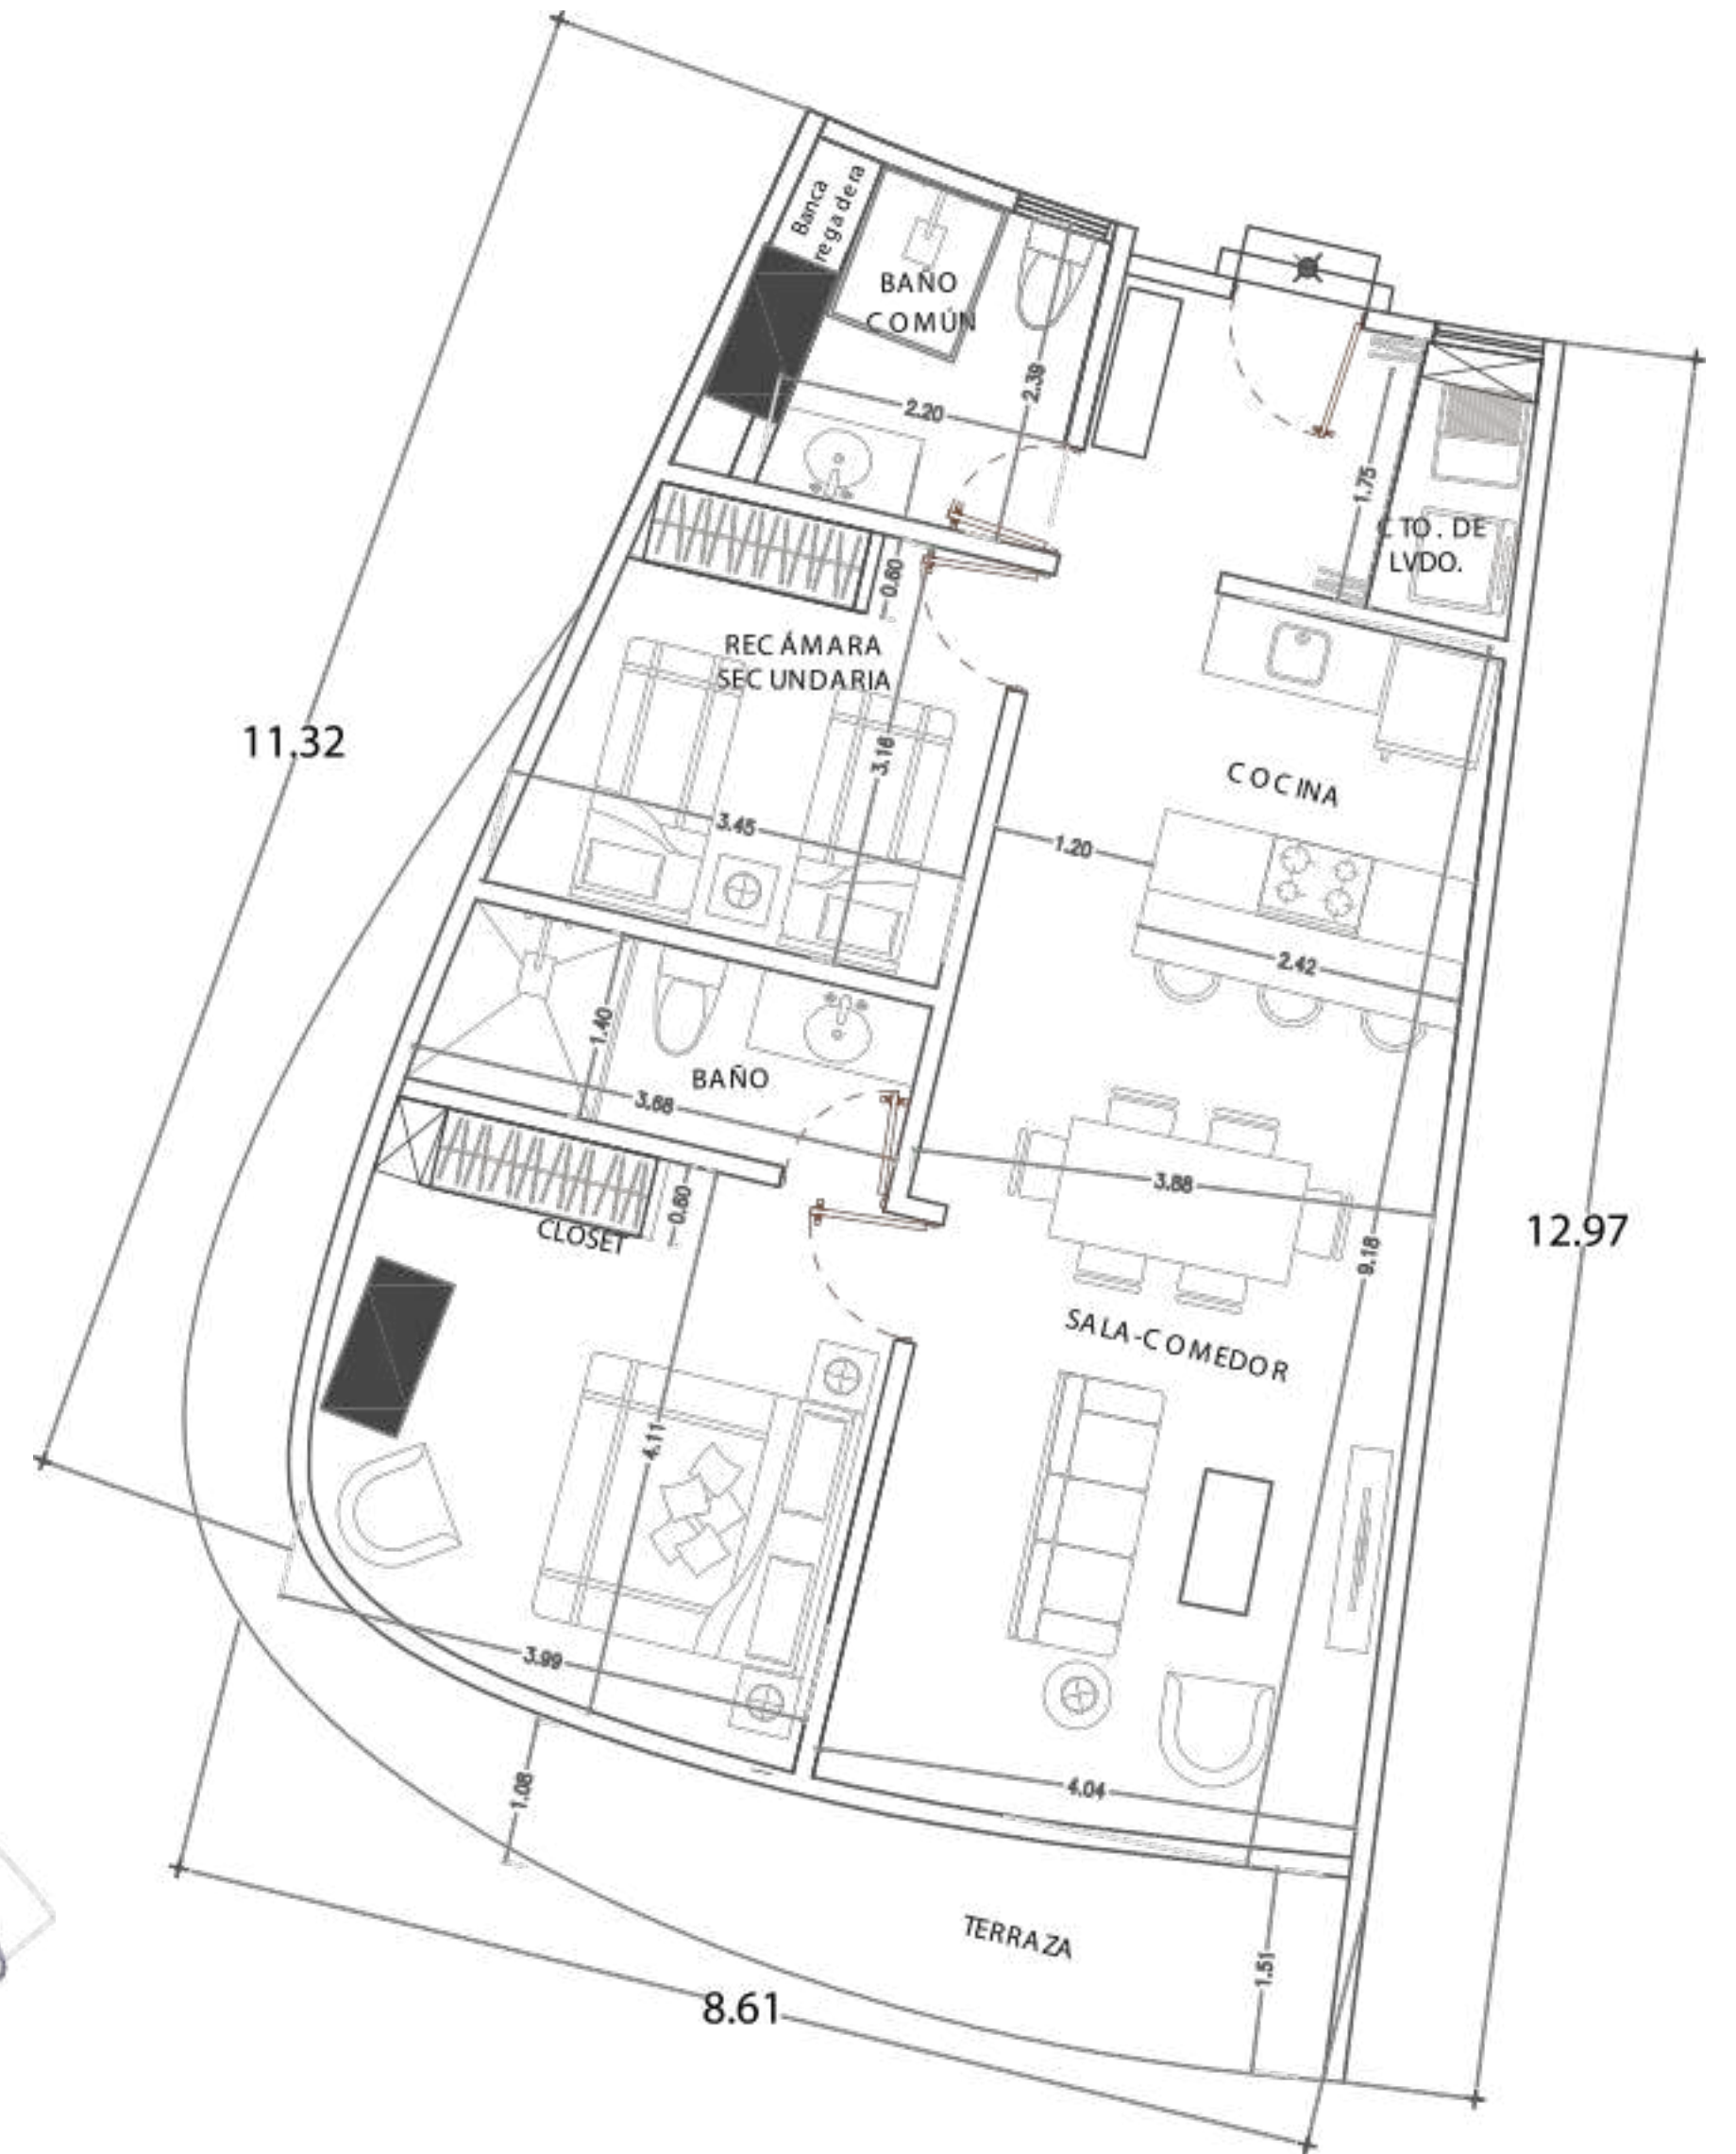 Banca
regadera
BAÑO
COMÚN
2.39
2.20
1.75
CTO. DE
LVDO.
0.60
RECÁMARA
SECUNDARIA
11.32
3.16
COCINA
3.45
1.20
2.42
1.40
BAÑO
3.68
3.88
0.60
CLOSET
12.97
9.18
SALA-COMEDOR
4.11
3.99
1.08
4.04
TERRAZA
1.51
8.61